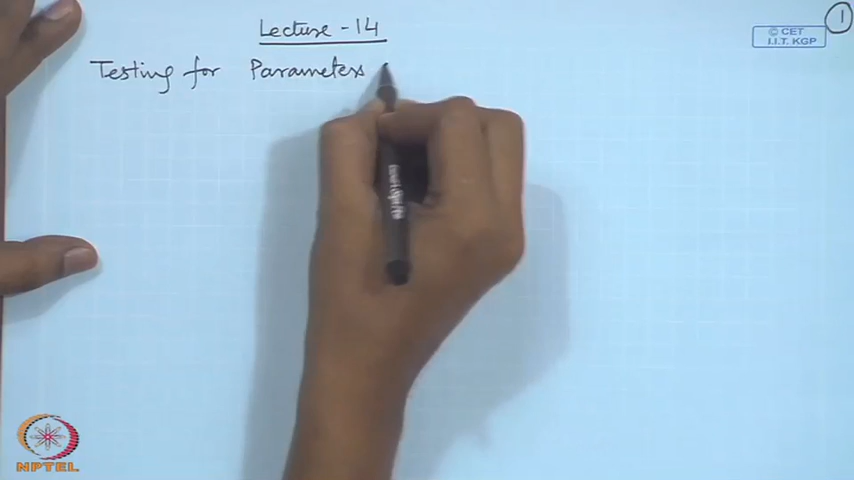 Lecture - 14
1
© CET
I.I.T. KGP
Testing for Parameters
NPTEL